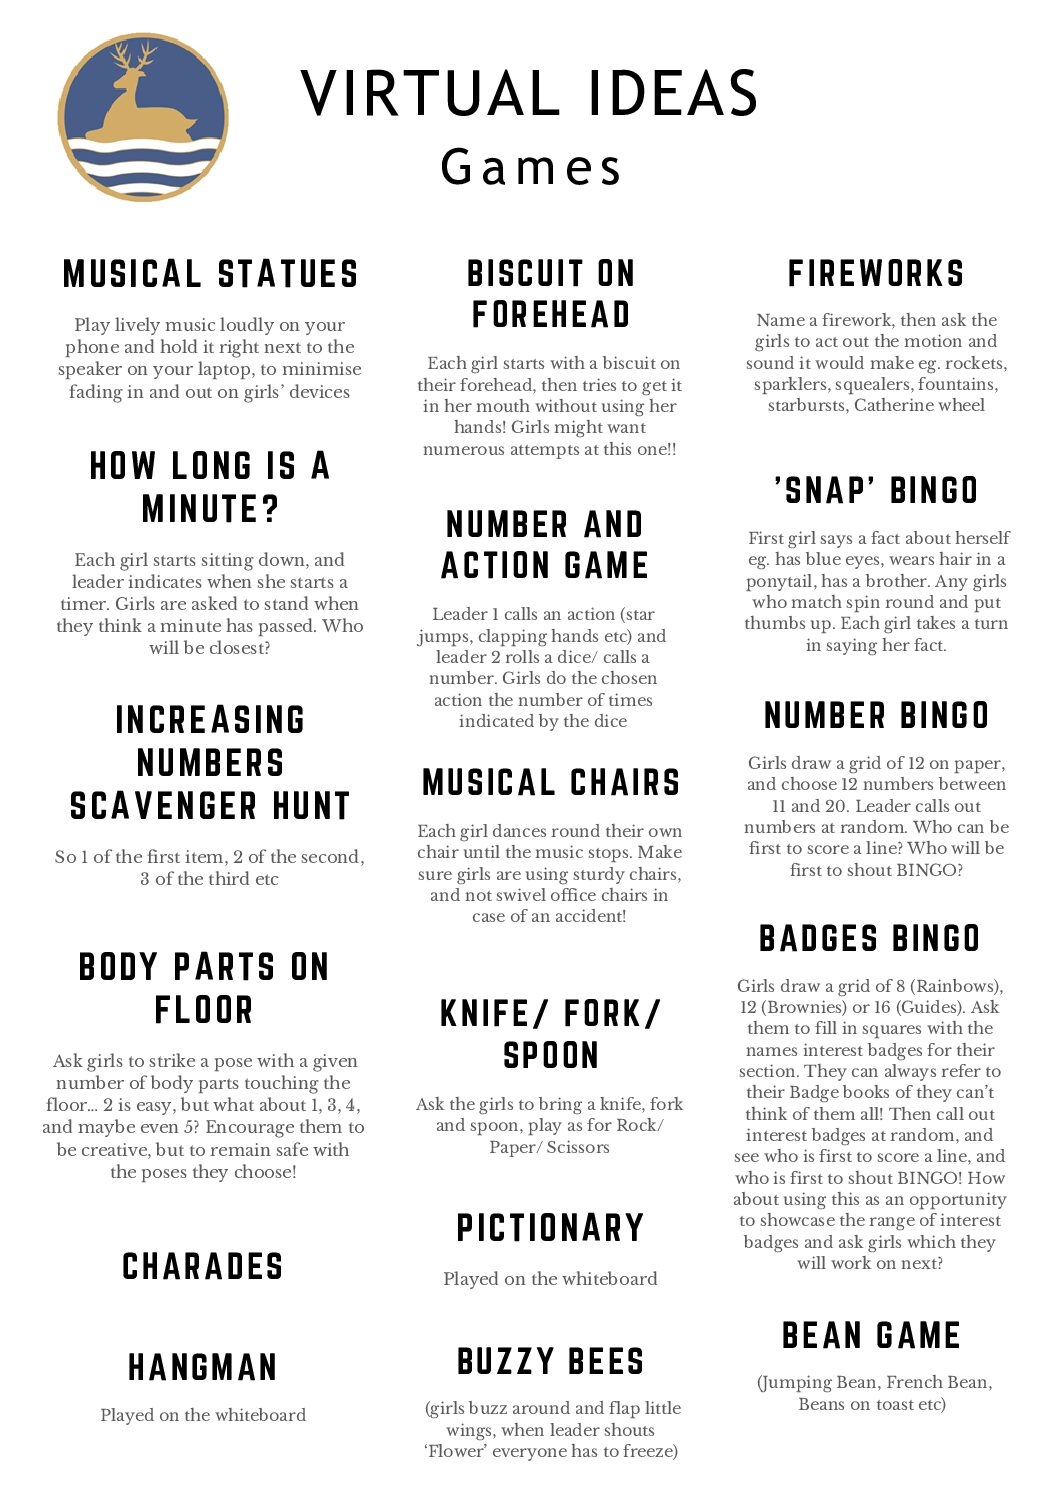 VIRTUAL IDEAS
Games
MUSICAL STATUES
Play lively music loudly on your
phone and hold it right next to the
speaker on your laptop, to minimise
fading in and out on girls’ devices
HOW LONG IS A
MINUTE?
Each girl starts sitting down, and
leader indicates when she starts a
timer. Girls are asked to stand when
they think a minute has passed. Who
will be closest?
INCREASING
NUMBERS
SCAVENGER HUNT
So 1 of the first item, 2 of the second,
3 of the third etc
BODY PARTS ON
FLOOR
Ask girls to strike a pose with a given
number of body parts touching the
floor... 2 is easy, but what about 1, 3, 4,
and maybe even 5? Encourage them to
be creative, but to remain safe with
the poses they choose!
CHARADES
HANGMAN
Played on the whiteboard
BISCUIT ON
FOREHEAD
Each girl starts with a biscuit on
their forehead, then tries to get it
in her mouth without using her
hands! Girls might want
numerous attempts at this one!!
NUMBER AND
ACTION GAME
Leader 1 calls an action (star
jumps, clapping hands etc) and
leader 2 rolls a dice/ calls a
number. Girls do the chosen
action the number of times
indicated by the dice
MUSICAL CHAIRS
Each girl dances round their own
chair until the music stops. Make
sure girls are using sturdy chairs,
and not swivel office chairs in
case of an accident!
KNIFE/ FORK/
SPOON
Ask the girls to bring a knife, fork
and spoon, play as for Rock/
Paper/ Scissors
PICTIONARY
Played on the whiteboard
BUZZY BEES
(girls buzz around and flap little
wings, when leader shouts
‘Flower’ everyone has to freeze)
FIREWORKS
Name a firework, then ask the
girls to act out the motion and
sound it would make eg. rockets,
sparklers, squealers, fountains,
starbursts, Catherine wheel
'SNAP' BINGO
First girl says a fact about herself
eg. has blue eyes, wears hair in a
ponytail, has a brother. Any girls
who match spin round and put
thumbs up. Each girl takes a turn
in saying her fact.
NUMBER BINGO
Girls draw a grid of 12 on paper,
and choose 12 numbers between
11 and 20. Leader calls out
numbers at random. Who can be
first to score a line? Who will be
first to shout BINGO?
BADGES BINGO
Girls draw a grid of 8 (Rainbows),
12 (Brownies) or 16 (Guides). Ask
them to fill in squares with the
names interest badges for their
section. They can always refer to
their Badge books of they can’t
think of them all! Then call out
interest badges at random, and
see who is first to score a line, and
who is first to shout BINGO! How
about using this as an opportunity
to showcase the range of interest
badges and ask girls which they
will work on next?
BEAN GAME
(Jumping Bean, French Bean,
Beans on toast etc)